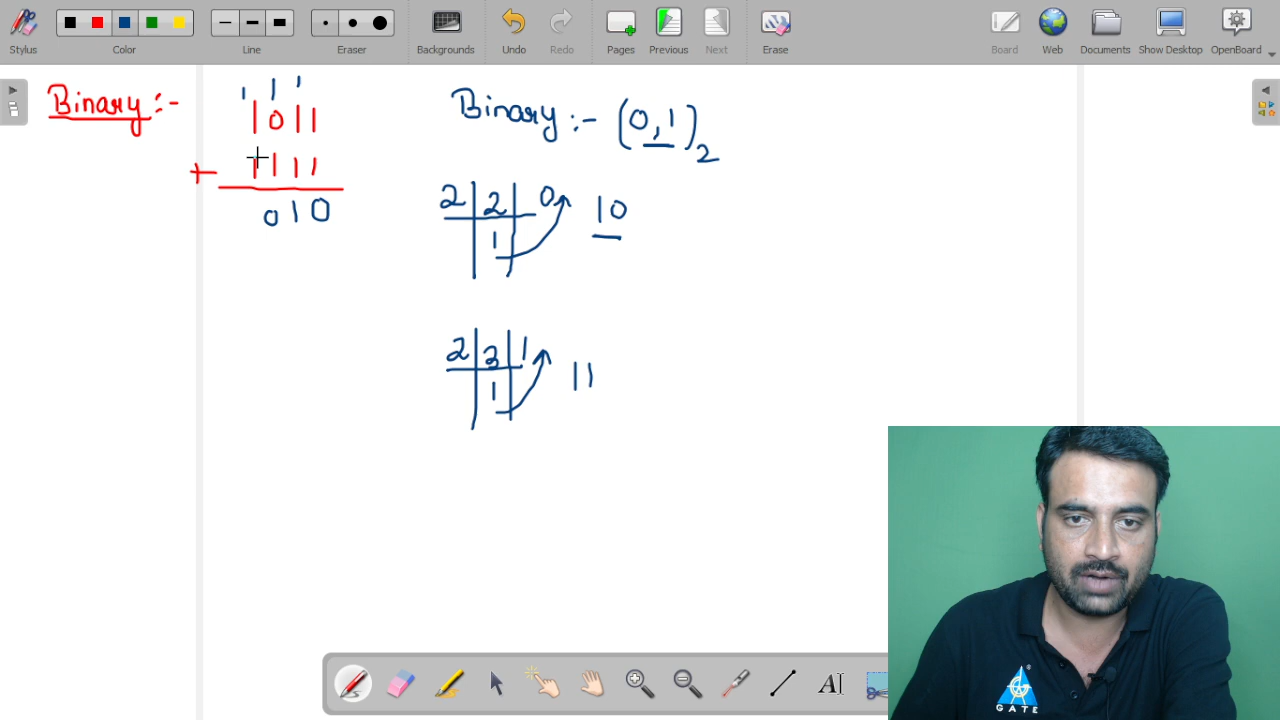 Stylus Color Line Eraser Backgrounds Undo Redo Pages Previous Next Erase Board Web Documents Show Desktop OpenBoard
Binary :-
1 1 1
1011
+ 1111
010
Binary :- (0,1)2
2 2 0 10
1
2 3 1 11
1
AI
GATE